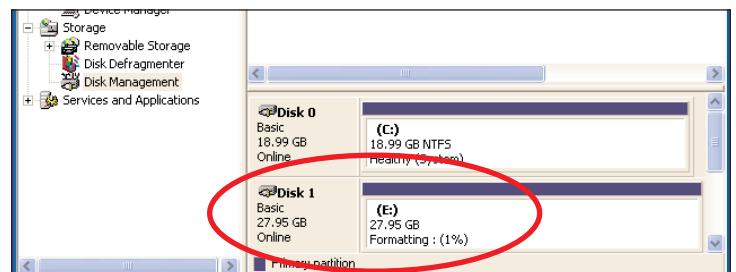 Device Manager
Storage
Removable Storage
Disk Defragmenter
Disk Management
Services and Applications
Disk 0
Basic
18.99 GB
Online
(C:)
18.99 GB NTFS
Healthy (System)
Disk 1
Basic
27.95 GB
Online
(E:)
27.95 GB
Formatting : (1%)
Primary partition